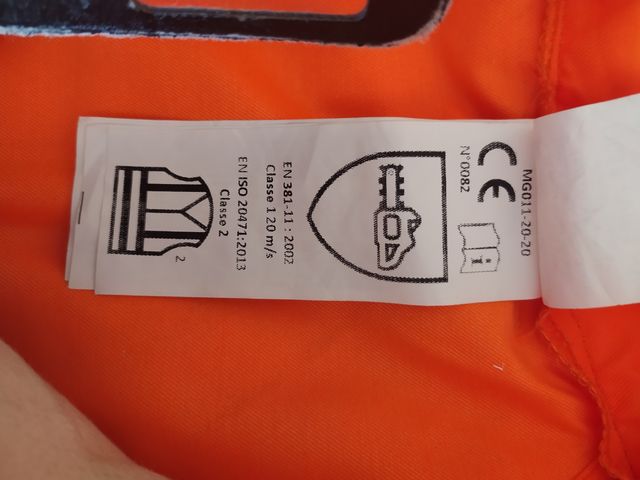 MG011-20-20
CE
N°0082
i
EN 381-11 : 2002
Classe 1 20 m/s
EN ISO 20471:2013
Classe 2
2